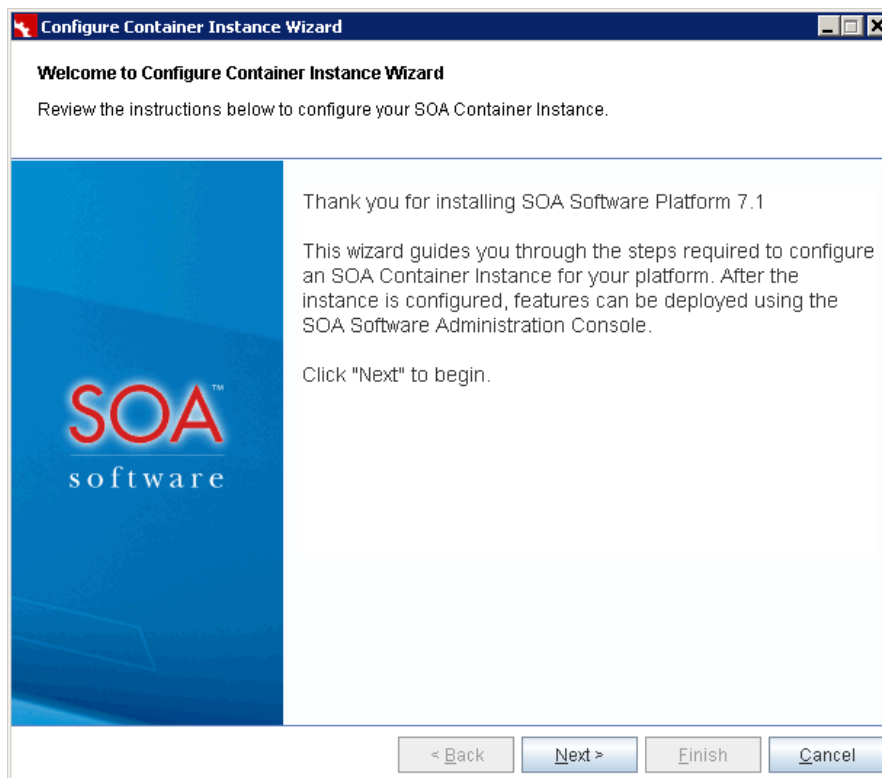 Configure Container Instance Wizard
Welcome to Configure Container Instance Wizard
Review the instructions below to configure your SOA Container Instance.
Thank you for installing SOA Software Platform 7.1
This wizard guides you through the steps required to configure
an SOA Container Instance for your platform. After the
instance is configured, features can be deployed using the
SOA Software Administration Console.
Click "Next" to begin.
SOA™
software
< Back
Next >
Finish
Cancel